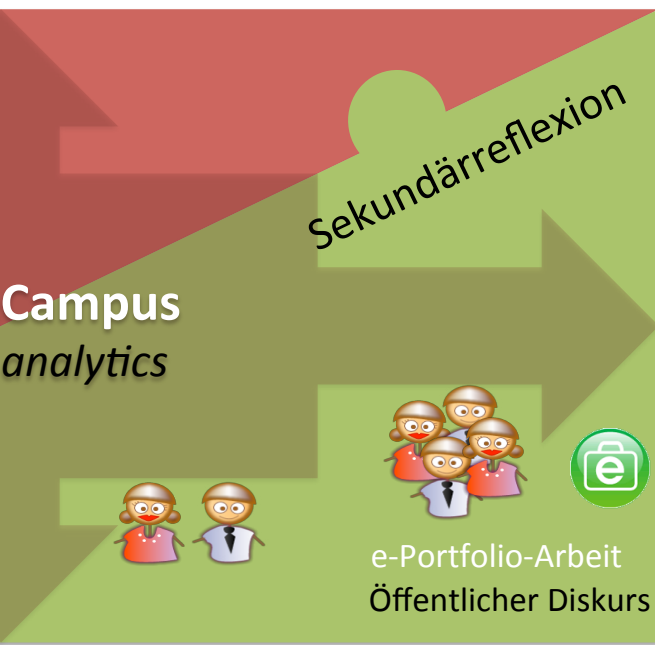 Sekundärreflexion
Campus
analytics
e
e-Portfolio-Arbeit
Öffentlicher Diskurs